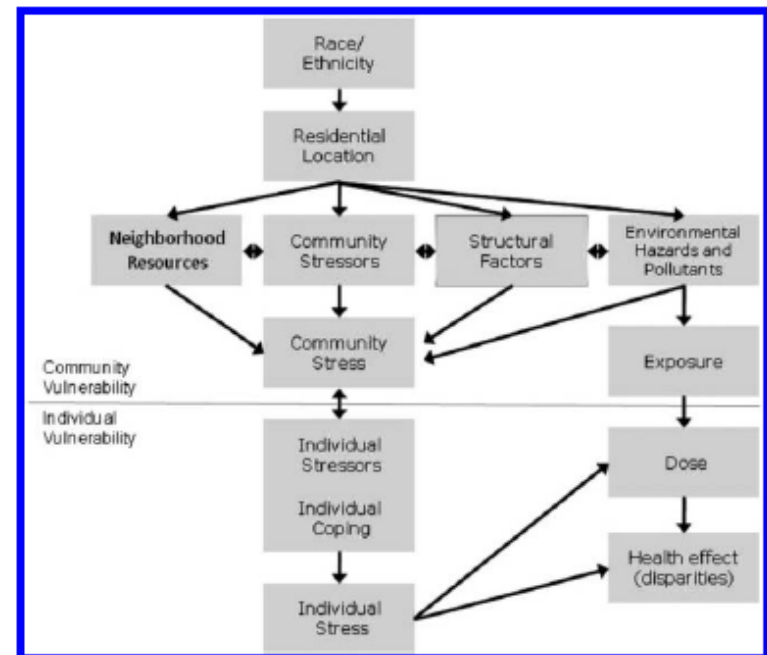 Race/
Ethnicity
Residential
Location
Neighborhood
Resources
Community
Stressors
Structural
Factors
Environmental
Hazards and
Pollutants
Community
Stress
Exposure
Community
Vulnerability
Individual
Vulnerability
Individual
Stressors
Individual
Coping
Dose
Health effect
(disparities)
Individual
Stress